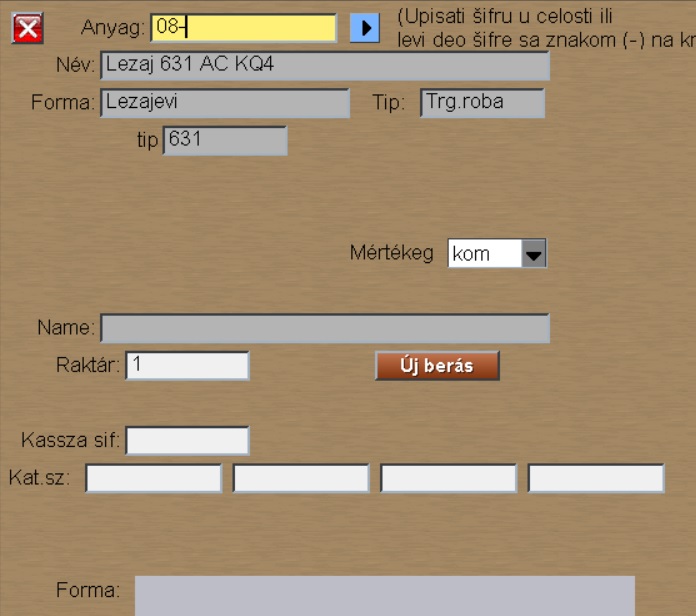 Anyag: 08- (Upisati šifru u celosti ili
levi deo šifre sa znakom (-) na kr
Név: Lezaj 631 AC KQ4
Forma: Lezajevi Tip: Trg.roba
tip 631
Mértékeg kom
Name:
Raktár: 1 Új berás
Kassza sif:
Kat.sz:
Forma: